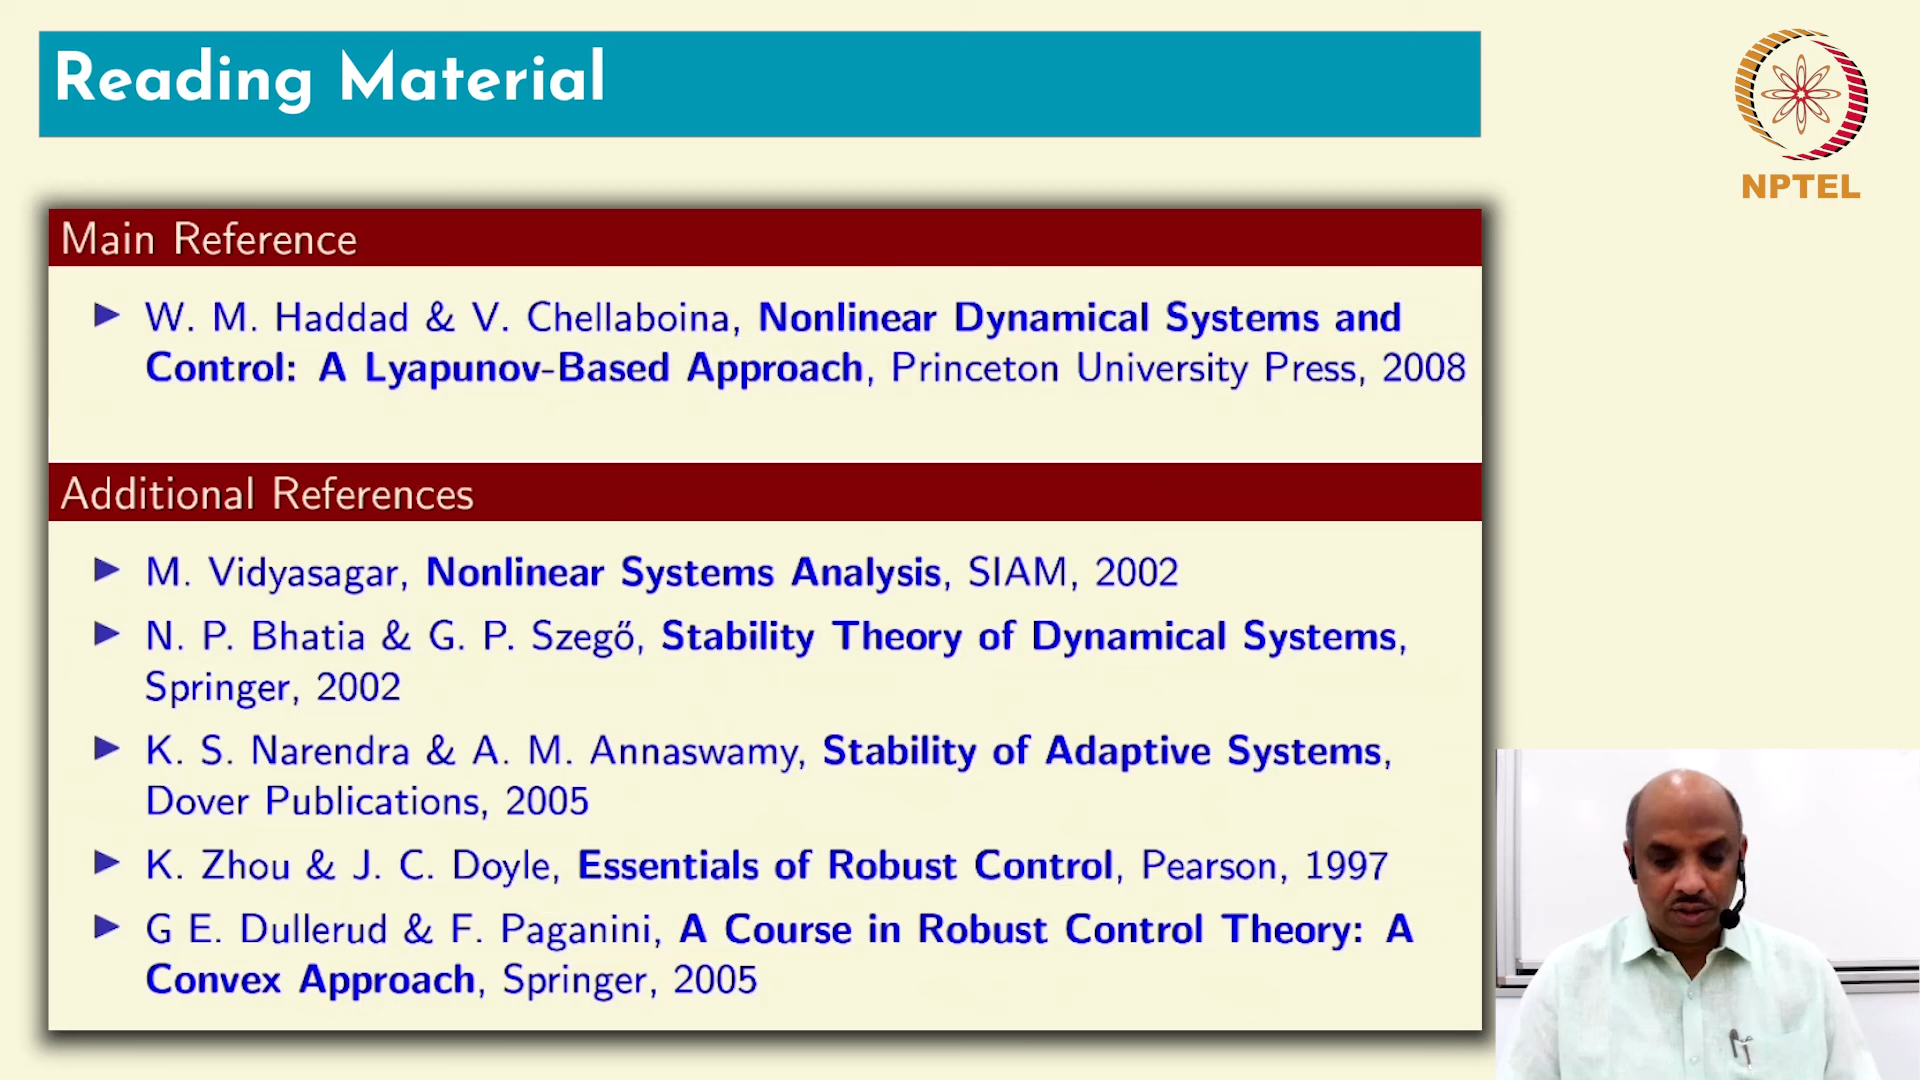 Reading Material
NPTEL
Main Reference
W. M. Haddad & V. Chellaboina, Nonlinear Dynamical Systems and
Control: A Lyapunov-Based Approach, Princeton University Press, 2008
Additional References
M. Vidyasagar, Nonlinear Systems Analysis, SIAM, 2002
N. P. Bhatia & G. P. Szegő, Stability Theory of Dynamical Systems,
Springer, 2002
K. S. Narendra & A. M. Annaswamy, Stability of Adaptive Systems,
Dover Publications, 2005
K. Zhou & J. C. Doyle, Essentials of Robust Control, Pearson, 1997
G E. Dullerud & F. Paganini, A Course in Robust Control Theory: A
Convex Approach, Springer, 2005